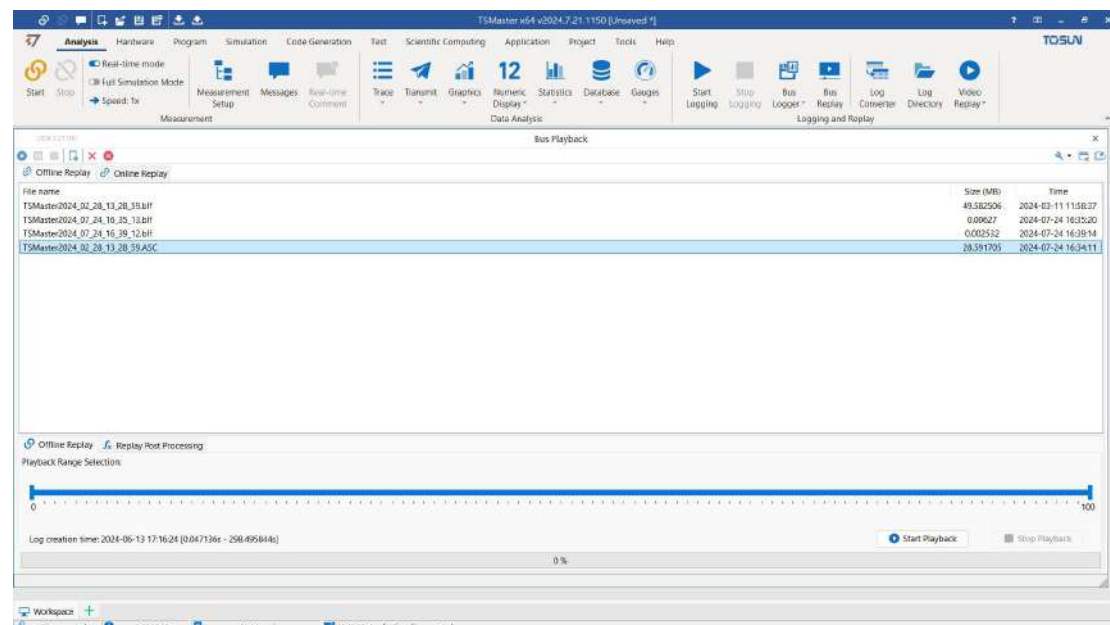 TSMaster x64 v2024.7.21.1150 [Unsaved *]
Analysis Hardware Program Simulation Code Generation Test Scientific Computing Application Project Tools Help
TOSUN
Real-time mode
Full Simulation Mode
Speed: 1x
Start Stop Measurement Setup Messages Real-time Comment Trace Transmit Graphics Numeric Display Statistics Database Gauges Start Logging Stop Logging Bus Logger Bus Replay Log Converter Log Directory Video Replay
12
Measurement Data Analysis Logging and Replay
Bus Playback
Offline Replay Online Replay
File name Size (MB) Time
TSMaster2024_02_28_13_28_59.blf 49.582506 2024-03-11 11:58:37
TSMaster2024_07_24_16_35_13.blf 0.00627 2024-07-24 16:35:20
TSMaster2024_07_24_16_39_12.blf 0.002532 2024-07-24 16:39:14
TSMaster2024_02_28_13_28_59.ASC 28.591705 2024-07-24 16:34:11
Offline Replay Replay Post Processing
Playback Range Selection:
0 100
Log creation time: 2024-06-13 17:16:24 [0.047136s - 298.495844s]
Start Playback Stop Playback
0 %
Workspace